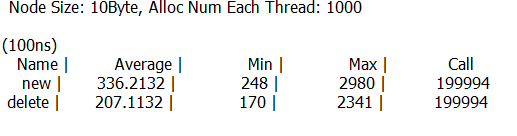 Node Size: 10Byte, Alloc Num Each Thread: 1000
(100ns)
Name | Average | Min | Max | Call
new | 336.2132 | 248 | 2980 | 199994
delete | 207.1132 | 170 | 2341 | 199994